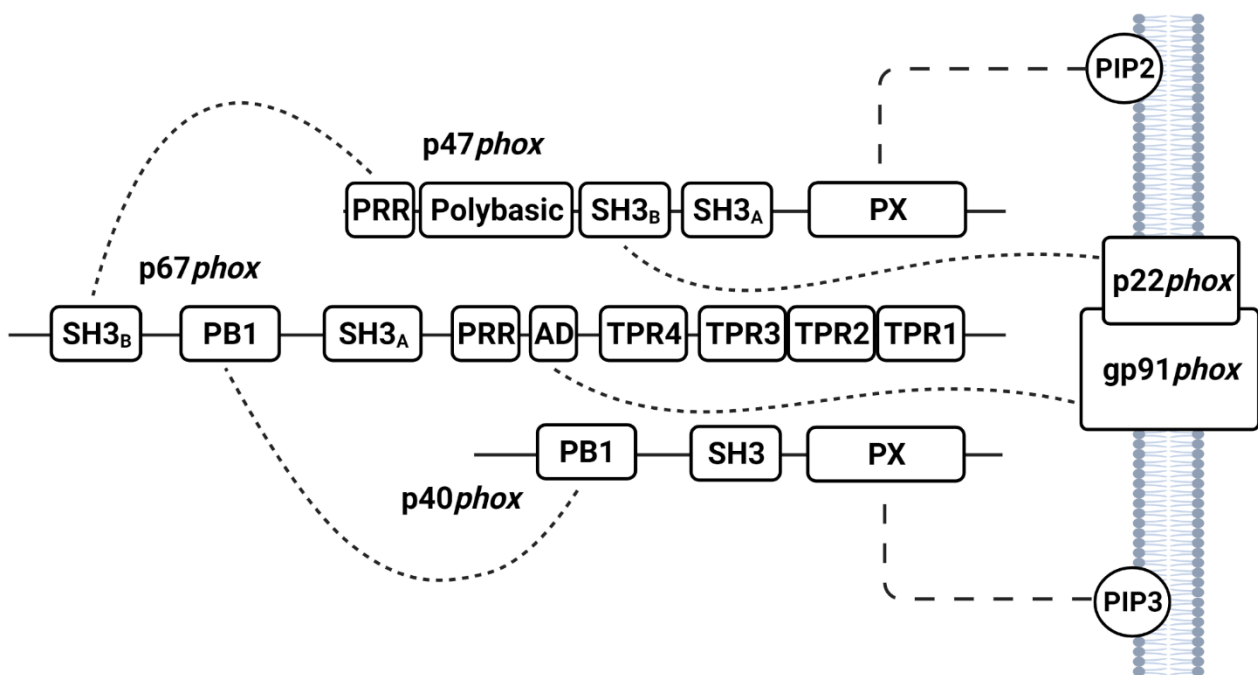 PIP2
p47phox
PRR Polybasic SH3B SH3A PX
p22phox
p67phox
SH3B PB1 SH3A PRR AD TPR4 TPR3 TPR2 TPR1
gp91phox
PB1 SH3 PX
p40phox
PIP3